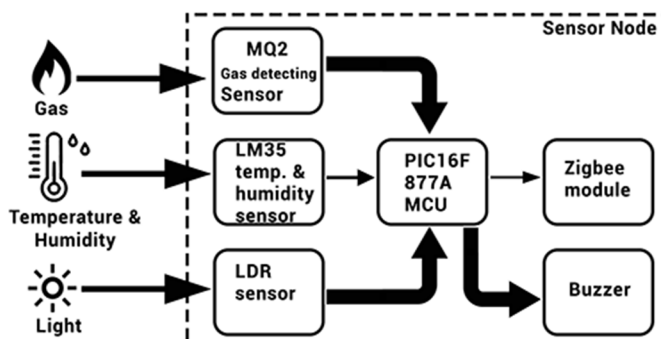 Sensor Node
Gas
MQ2
Gas detecting
Sensor
Temperature &
Humidity
LM35
temp. &
humidity
sensor
PIC16F
877A
MCU
Zigbee
module
Light
LDR
sensor
Buzzer